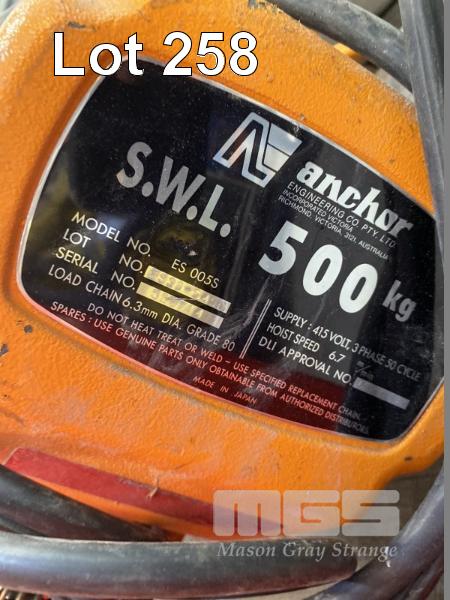 Lot 258
anchor
ENGINEERING CO. PTY. LTD.
INCORPORATED VICTORIA
RICHMOND, VICTORIA, 3121, AUSTRALIA
S.W.L. 500 kg
MODEL NO. ES 005S
LOT NO.
SERIAL NO.
LOAD CHAIN 6.3mm DIA. GRADE 80
SUPPLY : 415 VOLT, 3 PHASE 50 CYCLE
HOIST SPEED 6.7
DLI APPROVAL NO.
DO NOT HEAT TREAT OR WELD - USE SPECIFIED REPLACEMENT CHAIN
SPARES : USE GENUINE PARTS ONLY OBTAINABLE FROM AUTHORIZED DISTRIBUTORS.
MADE IN JAPAN
MGS
Mason Gray Strange